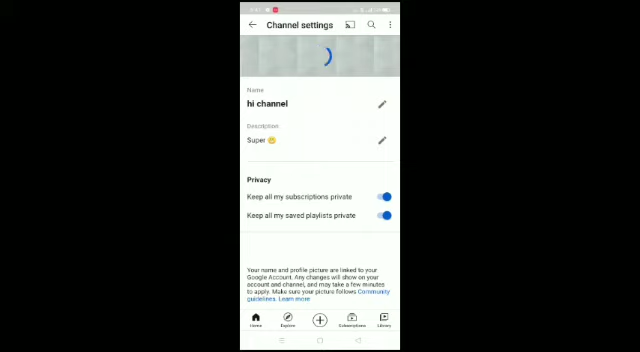 Channel settings
Name
hi channel
Description
Super 😁
Privacy
Keep all my subscriptions private
Keep all my saved playlists private
Your name and profile picture are linked to your
Google Account. Any changes will show on your
account and channel, and may take a few minutes
to apply. Make sure your picture follows Community
guidelines. Learn more
Home Explore Subscriptions Library